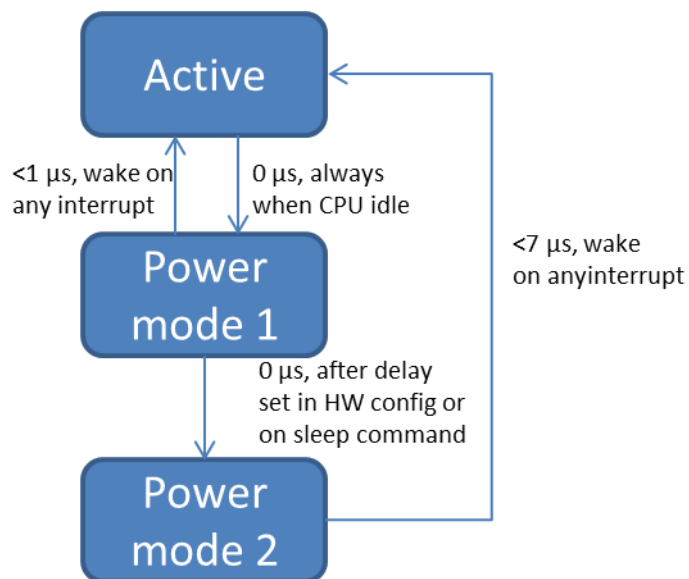 Active
<1 μs, wake on
any interrupt
0 μs, always
when CPU idle
Power
mode 1
<7 μs, wake
on anyinterrupt
0 μs, after delay
set in HW config or
on sleep command
Power
mode 2